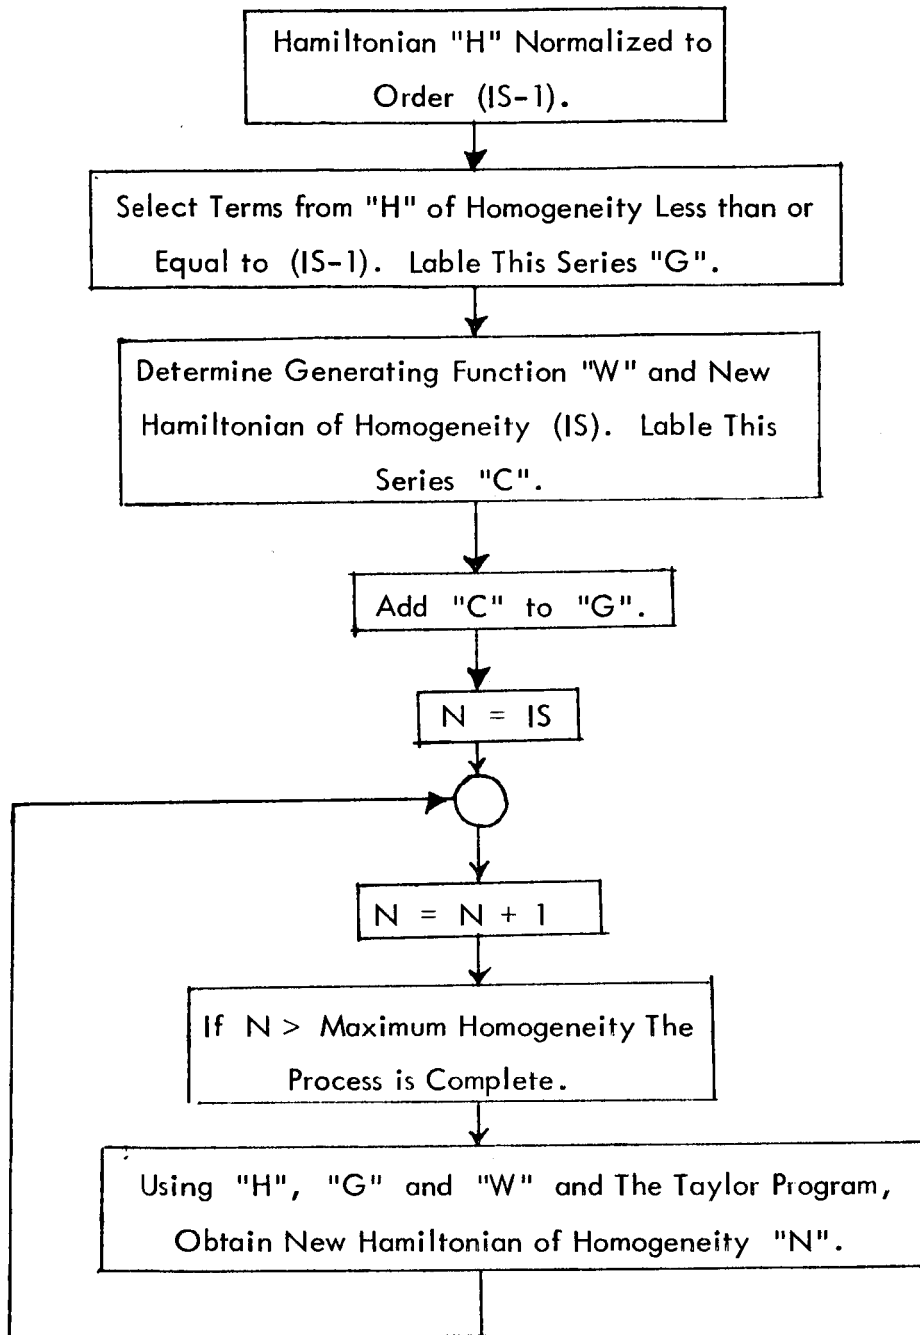 Hamiltonian "H" Normalized to
Order (IS-1).
Select Terms from "H" of Homogeneity Less than or
Equal to (IS-1). Lable This Series "G".
Determine Generating Function "W" and New
Hamiltonian of Homogeneity (IS). Lable This
Series "C".
Add "C" to "G".
N = IS
N = N + 1
If N > Maximum Homogeneity The
Process is Complete.
Using "H", "G" and "W" and The Taylor Program,
Obtain New Hamiltonian of Homogeneity "N".